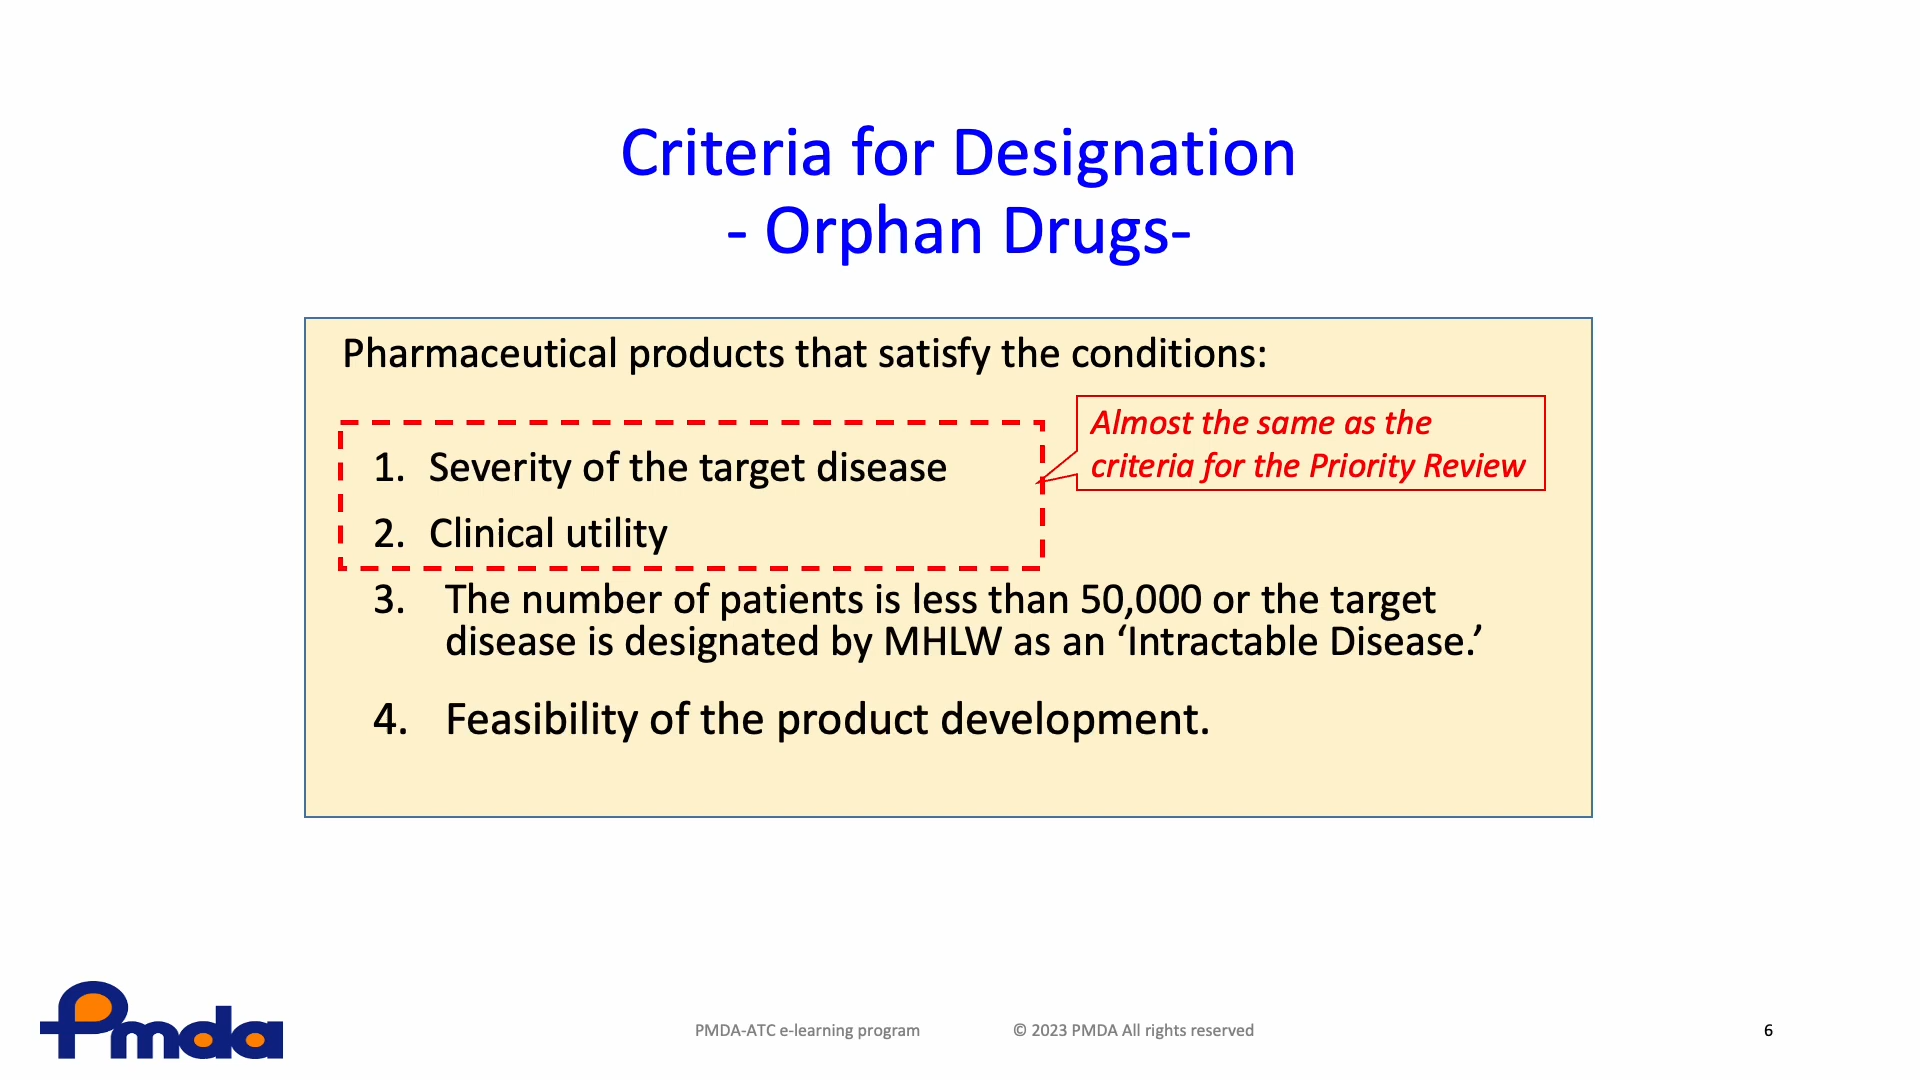 Criteria for Designation
- Orphan Drugs-
Pharmaceutical products that satisfy the conditions:
Almost the same as the
criteria for the Priority Review
1. Severity of the target disease
2. Clinical utility
3. The number of patients is less than 50,000 or the target
disease is designated by MHLW as an ‘Intractable Disease.’
4. Feasibility of the product development.
Pmda
PMDA-ATC e-learning program
© 2023 PMDA All rights reserved
6